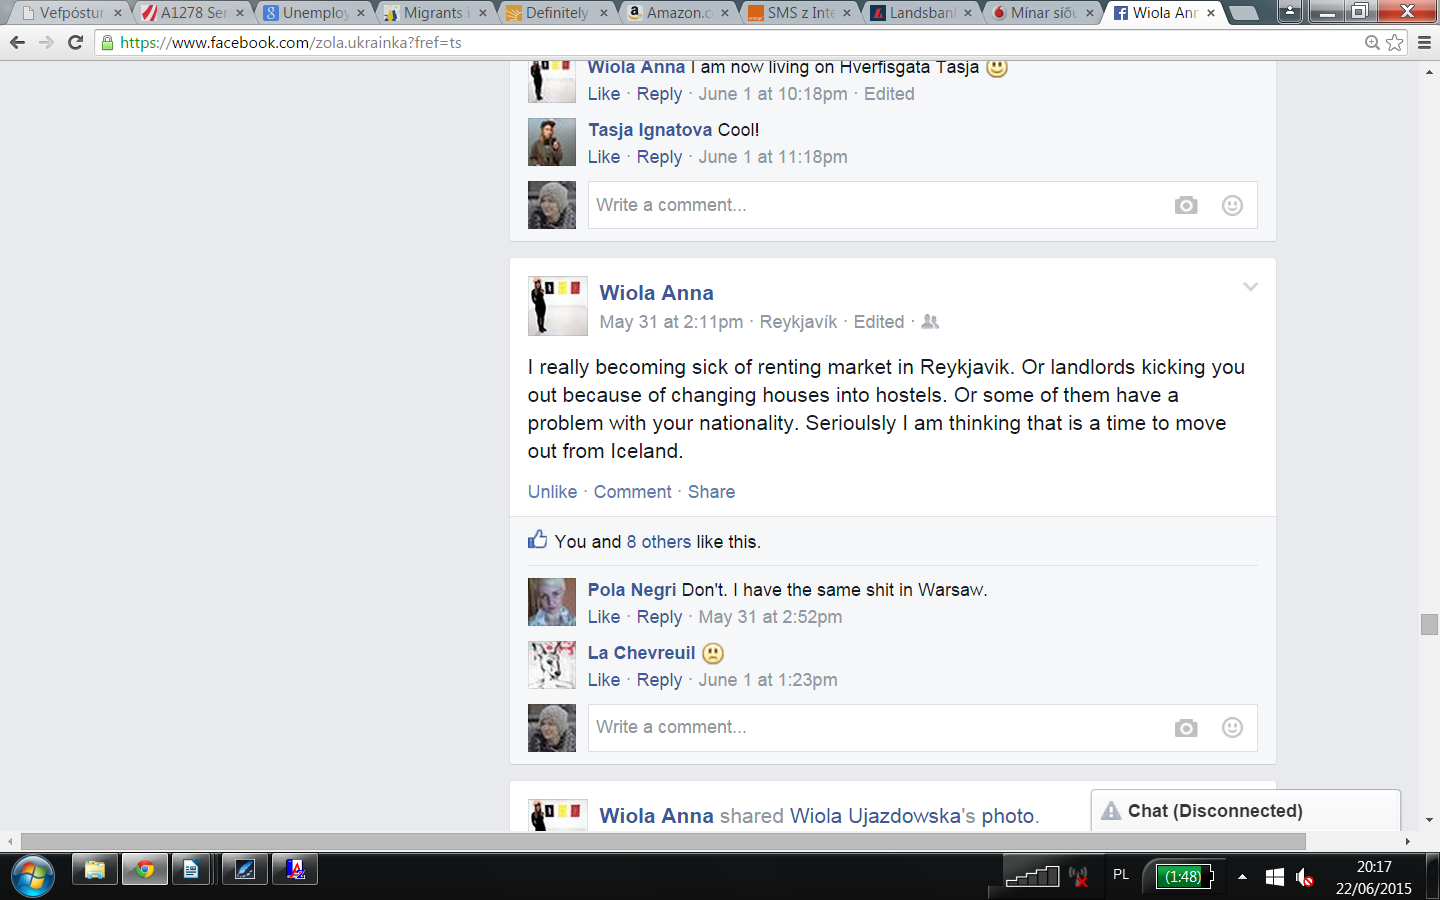 Vefpóstur
A1278 Ser
Unemploy
Migrants i
Definitely
Amazon.c
SMS z Inte
Landsban
Mínar síðu
Wiola Ann
https://www.facebook.com/zola.ukrainka?fref=ts
Wiola Anna I am now living on Hverfisgata Tasja
Like · Reply · June 1 at 10:18pm · Edited
Tasja Ignatova Cool!
Like · Reply · June 1 at 11:18pm
Write a comment...
Wiola Anna
May 31 at 2:11pm · Reykjavík · Edited ·
I really becoming sick of renting market in Reykjavik. Or landlords kicking you
out because of changing houses into hostels. Or some of them have a
problem with your nationality. Serioulsly I am thinking that is a time to move
out from Iceland.
Unlike · Comment · Share
You and 8 others like this.
Pola Negri Don't. I have the same shit in Warsaw.
Like · Reply · May 31 at 2:52pm
La Chevreuil
Like · Reply · June 1 at 1:23pm
Write a comment...
Wiola Anna shared Wiola Ujazdowska's photo.
Chat (Disconnected)
PL
(1:48)
20:17
22/06/2015